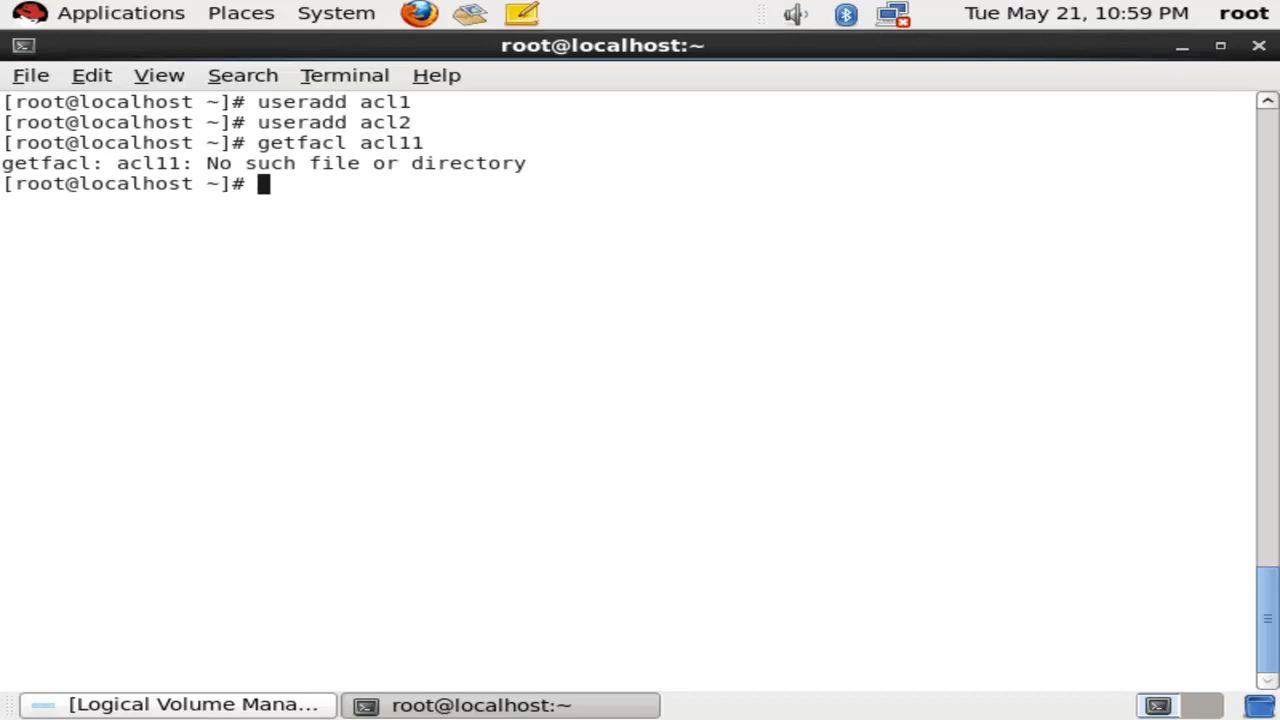 Applications Places System Tue May 21, 10:59 PM root
root@localhost:~
File Edit View Search Terminal Help
[root@localhost ~]# useradd acl1
[root@localhost ~]# useradd acl2
[root@localhost ~]# getfacl acl11
getfacl: acl11: No such file or directory
[root@localhost ~]#
[Logical Volume Mana... root@localhost:~